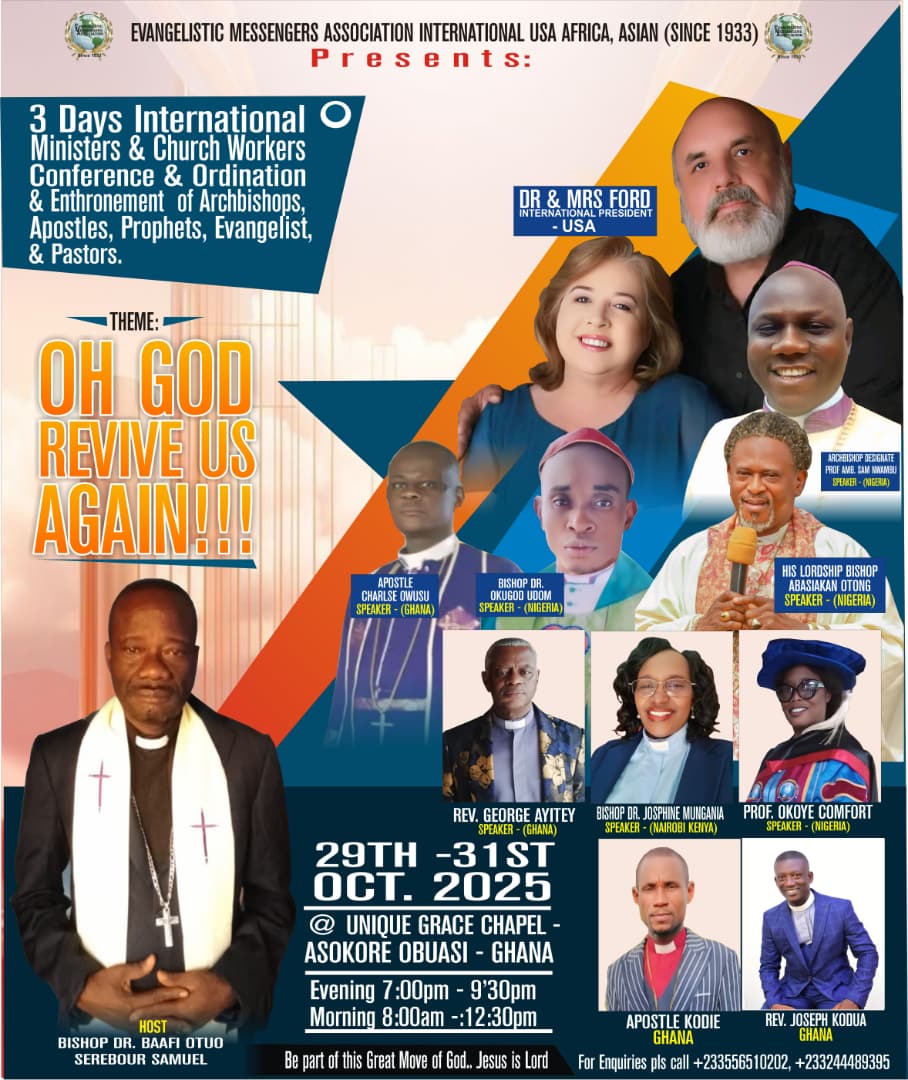 EVANGELISTIC MESSENGERS ASSOCIATION INTERNATIONAL USA AFRICA, ASIAN (SINCE 1933)
Presents:
3 Days International
Ministers & Church Workers
Conference & Ordination
& Enthronement of Archbishops,
Apostles, Prophets, Evangelist,
& Pastors.
DR & MRS FORD
INTERNATIONAL PRESIDENT
- USA
THEME:
OH GOD
REVIVE US
AGAIN!!!
ARCHBISHOP DESIGNATE
PROF AMB. SAM NWAMBU
SPEAKER - (NIGERIA)
APOSTLE
CHARLSE OWUSU
SPEAKER - (GHANA)
BISHOP DR.
OKUGOD UDOM
SPEAKER - (NIGERIA)
HIS LORDSHIP BISHOP
ABASIAKAN OTONG
SPEAKER - (NIGERIA)
REV. GEORGE AYITEY
SPEAKER - (GHANA)
BISHOP DR. JOSPHINE MUNGANIA
SPEAKER - (NAIROBI KENYA)
PROF. OKOYE COMFORT
SPEAKER - (NIGERIA)
29TH -31ST
OCT. 2025
@ UNIQUE GRACE CHAPEL -
ASOKORE OBUASI - GHANA
Evening 7:00pm - 9'30pm
Morning 8:00am -:12:30pm
APOSTLE KODIE
GHANA
REV. JOSEPH KODUA
GHANA
HOST
BISHOP DR. BAAFI OTUO
SEREBOUR SAMUEL
Be part of this Great Move of God.. Jesus is Lord
For Enquiries pls call +233556510202, +233244489395